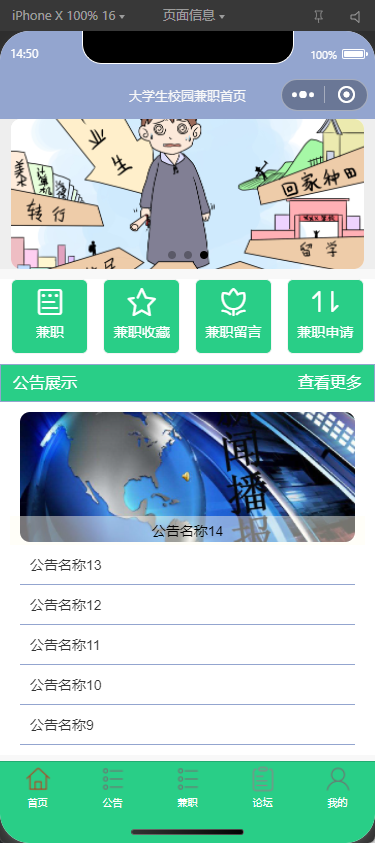 iPhone X 100% 16 页面信息
14:50
100%
大学生校园兼职首页
业
生
转行
回家种田
留学
兼职
兼职收藏
兼职留言
兼职申请
公告展示
查看更多
闻
播
公告名称14
公告名称13
公告名称12
公告名称11
公告名称10
公告名称9
首页
公告
兼职
论坛
我的